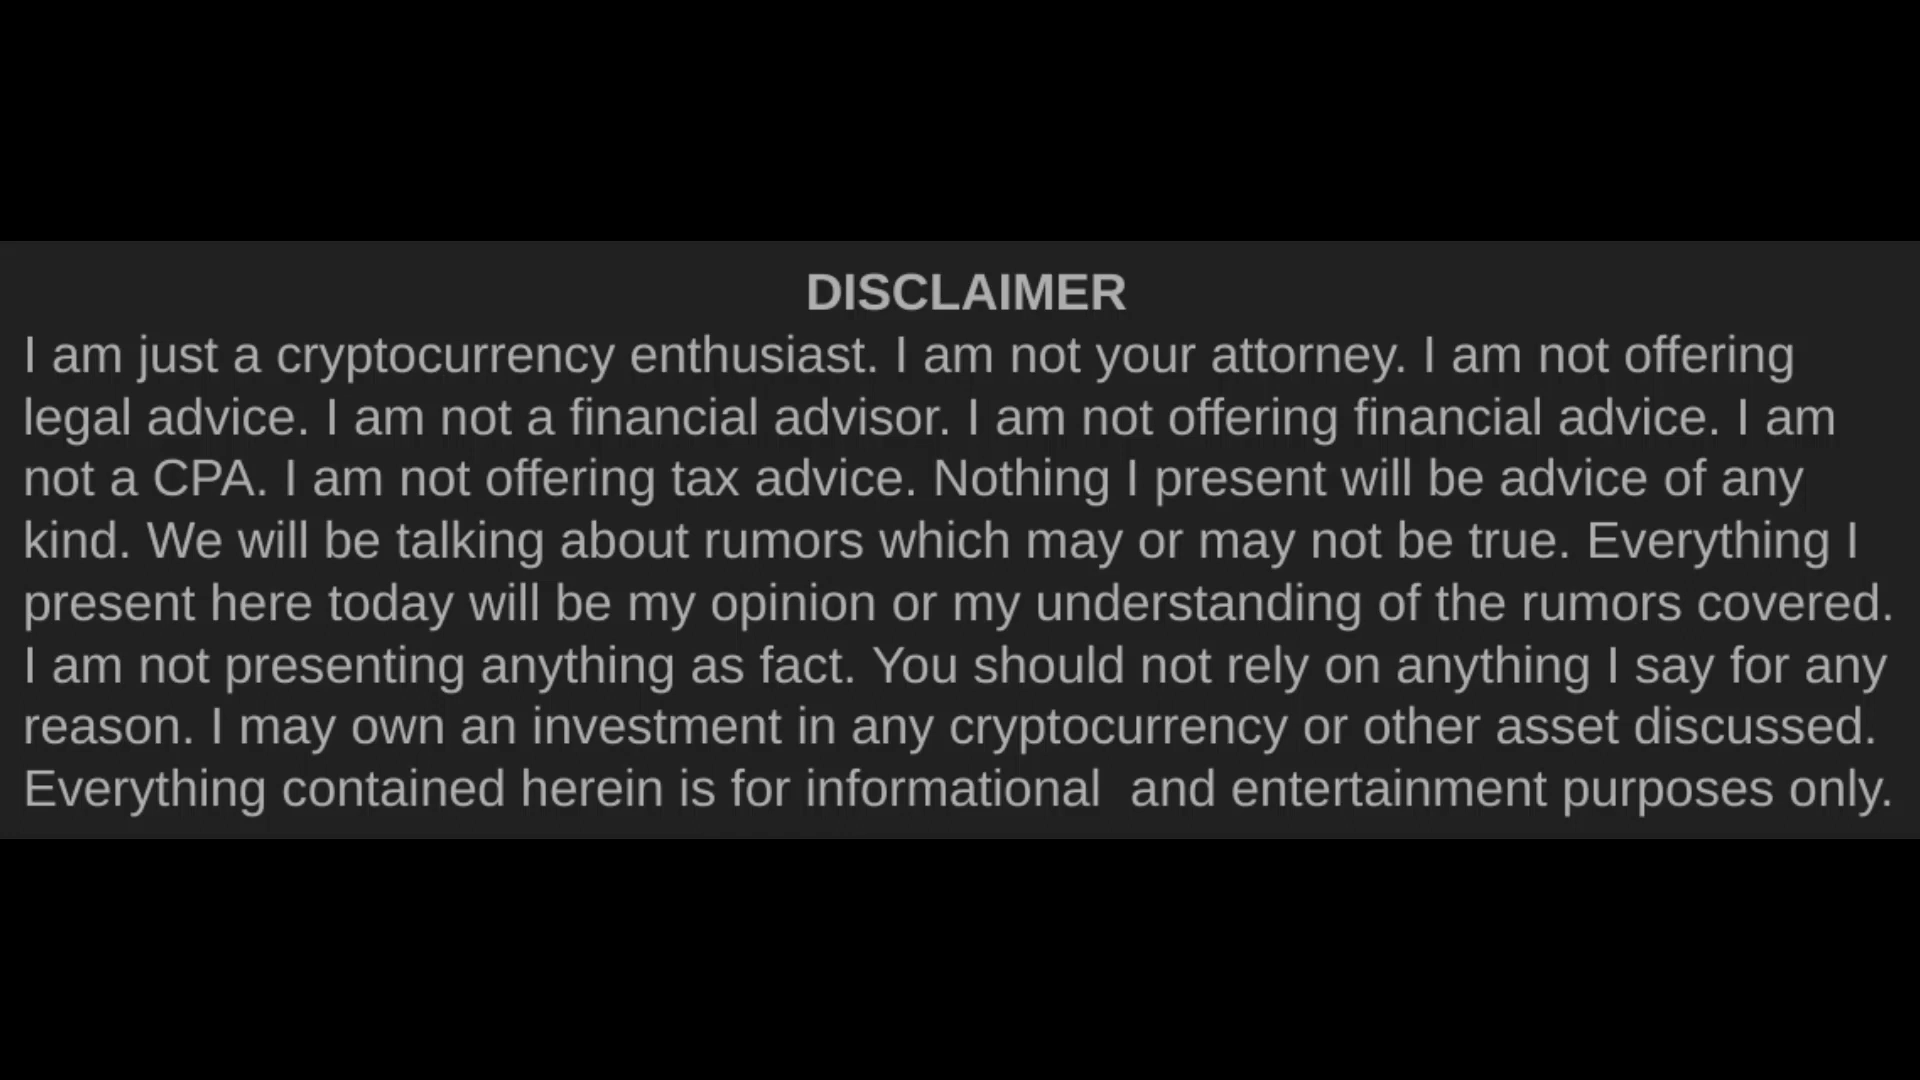 DISCLAIMER
I am just a cryptocurrency enthusiast. I am not your attorney. I am not offering
legal advice. I am not a financial advisor. I am not offering financial advice. I am
not a CPA. I am not offering tax advice. Nothing I present will be advice of any
kind. We will be talking about rumors which may or may not be true. Everything I
present here today will be my opinion or my understanding of the rumors covered.
I am not presenting anything as fact. You should not rely on anything I say for any
reason. I may own an investment in any cryptocurrency or other asset discussed.
Everything contained herein is for informational  and entertainment purposes only.